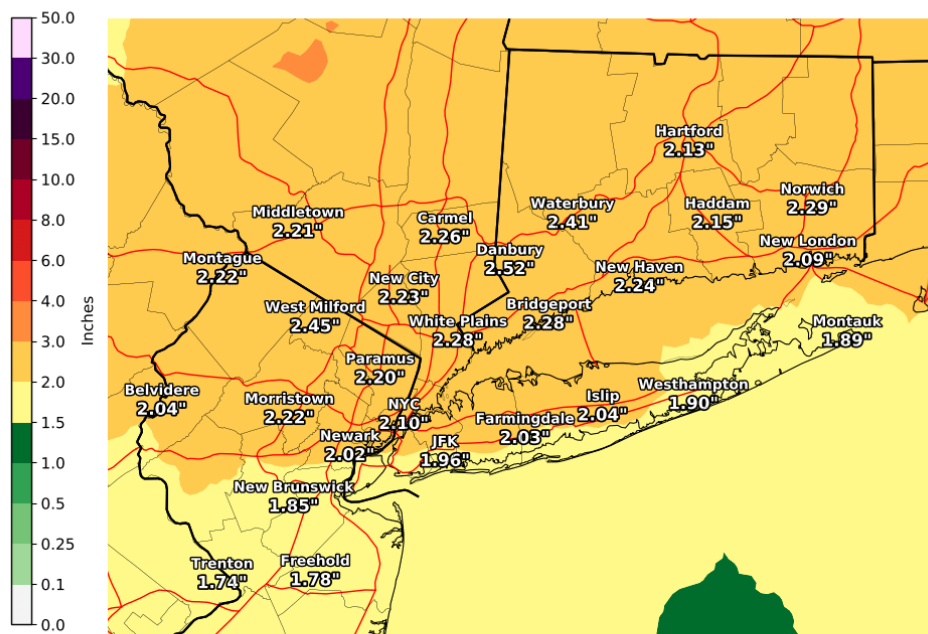 50.0
30.0
20.0
15.0
10.0
8.0
6.0
4.0
3.0
2.0
1.5
1.0
0.5
0.25
0.1
0.0
Inches
Hartford
2.13"
Norwich
2.29"
Waterbury
2.41"
Haddam
2.15"
Middletown
2.21"
Carmel
2.26"
New London
2.09"
Danbury
2.52"
Montague
2.22"
New Haven
2.24"
New City
2.23"
Bridgeport
2.28"
West Milford
2.45"
White Plains
2.28"
Montauk
1.89"
Paramus
2.20"
Belvidere
2.04"
Westhampton
1.90"
Morristown
2.22"
Islip
2.04"
NYC
2.10"
Farmingdale
2.03"
Newark
2.02"
JFK
1.96"
New Brunswick
1.85"
Trenton
1.74"
Freehold
1.78"